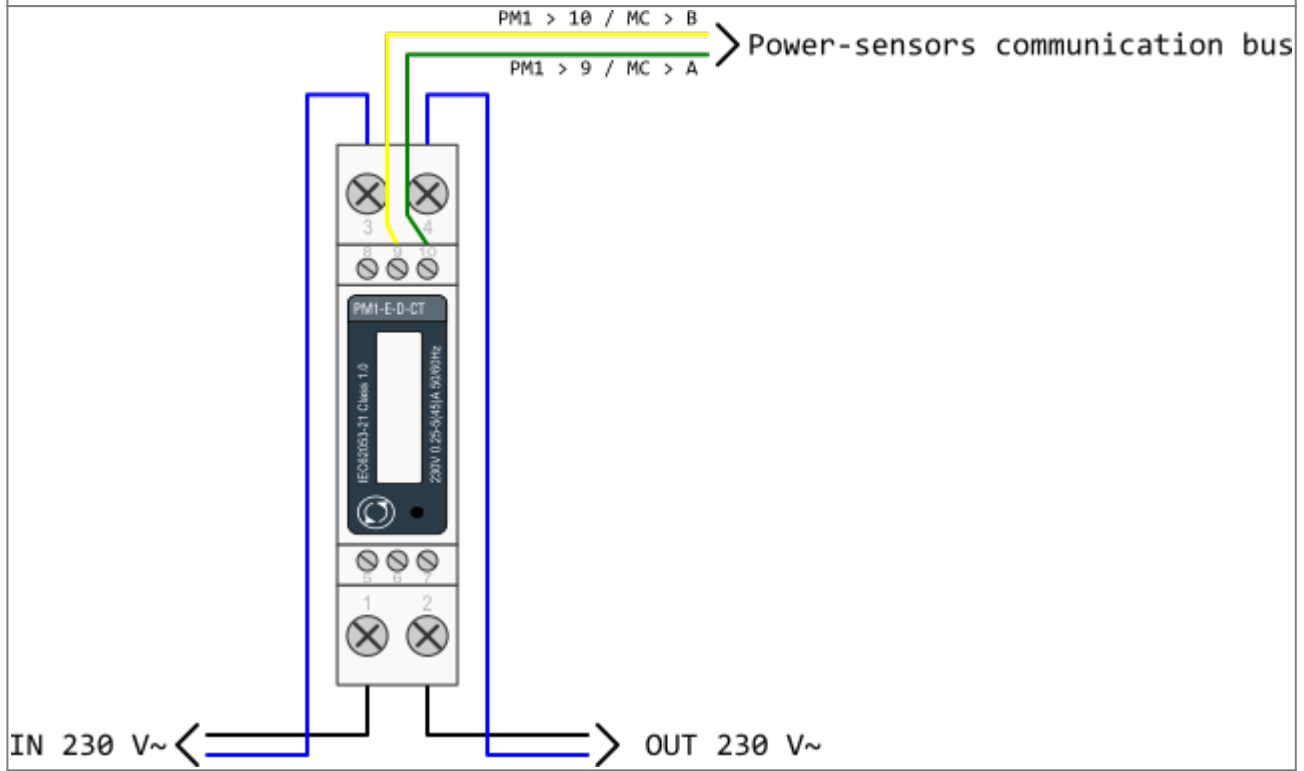 PM1 > 10 / MC > B
Power-sensors communication bus
PM1 > 9 / MC > A
3 4
8 9 10
PM1-E-D-CT
IEC62053-21 Class 1.0
230V 0.25-5(45)A 50/60Hz
5 6 7
1 2
IN 230 V~
OUT 230 V~